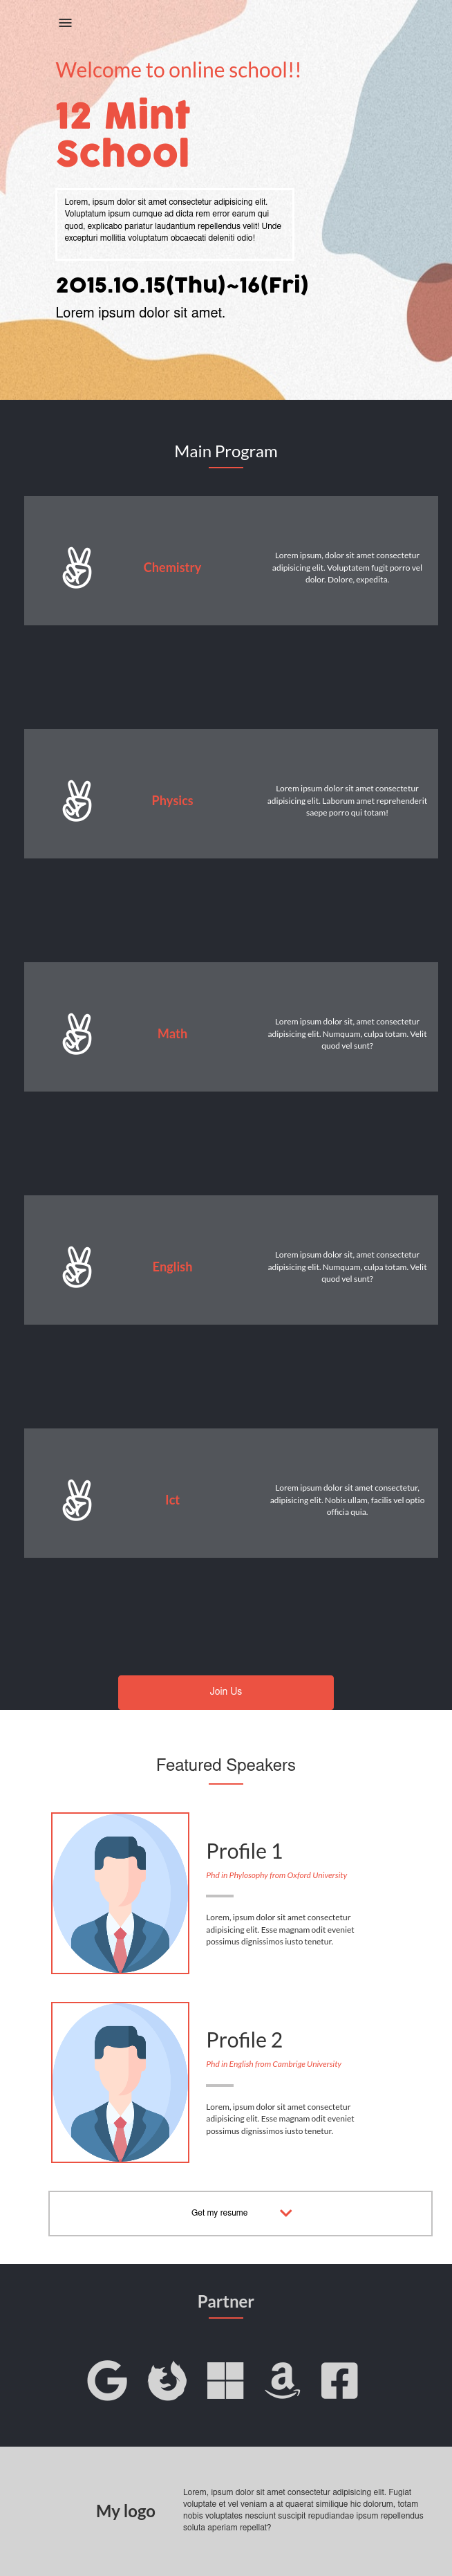 Welcome to online school!!
12 Mint
School
Lorem, ipsum dolor sit amet consectetur adipisicing elit.
Voluptatum ipsum cumque ad dicta rem error earum qui
quod, explicabo pariatur laudantium repellendus velit! Unde
excepturi mollitia voluptatum obcaecati deleniti odio!
2015.10.15(Thu)~16(Fri)
Lorem ipsum dolor sit amet.
Main Program
Chemistry
Lorem ipsum, dolor sit amet consectetur
adipisicing elit. Voluptatem fugit porro vel
dolor. Dolore, expedita.
Physics
Lorem ipsum dolor sit amet consectetur
adipisicing elit. Laborum amet reprehenderit
saepe porro qui totam!
Math
Lorem ipsum dolor sit, amet consectetur
adipisicing elit. Numquam, culpa totam. Velit
quod vel sunt?
English
Lorem ipsum dolor sit, amet consectetur
adipisicing elit. Numquam, culpa totam. Velit
quod vel sunt?
Ict
Lorem ipsum dolor sit amet consectetur,
adipisicing elit. Nobis ullam, facilis vel optio
officia quia.
Join Us
Featured Speakers
Profile 1
Phd in Phylosophy from Oxford University
Lorem, ipsum dolor sit amet consectetur
adipisicing elit. Esse magnam odit eveniet
possimus dignissimos iusto tenetur.
Profile 2
Phd in English from Cambrige University
Lorem, ipsum dolor sit amet consectetur
adipisicing elit. Esse magnam odit eveniet
possimus dignissimos iusto tenetur.
Get my resume
Partner
My logo
Lorem, ipsum dolor sit amet consectetur adipisicing elit. Fugiat
voluptate et vel veniam a at quaerat similique hic dolorum, totam
nobis voluptates nesciunt suscipit repudiandae ipsum repellendus
soluta aperiam repellat?